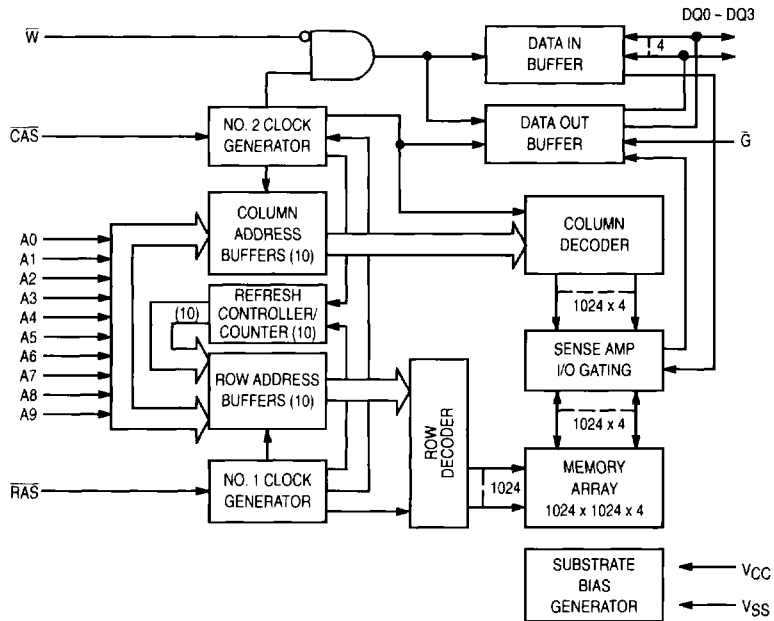 W̅
DQ0 – DQ3
4
DATA IN
BUFFER
NO. 2 CLOCK
GENERATOR
C̅A̅S̅
DATA OUT
BUFFER
G̅
COLUMN
ADDRESS
BUFFERS (10)
COLUMN
DECODER
A0
A1
A2
A3
A4
A5
A6
A7
A8
A9
(10)
REFRESH
CONTROLLER/
COUNTER (10)
1024 x 4
SENSE AMP
I/O GATING
ROW ADDRESS
BUFFERS (10)
1024 x 4
ROW
DECODER
R̅A̅S̅
NO. 1 CLOCK
GENERATOR
1024
MEMORY
ARRAY
1024 x 1024 x 4
SUBSTRATE
BIAS
GENERATOR
VCC
VSS